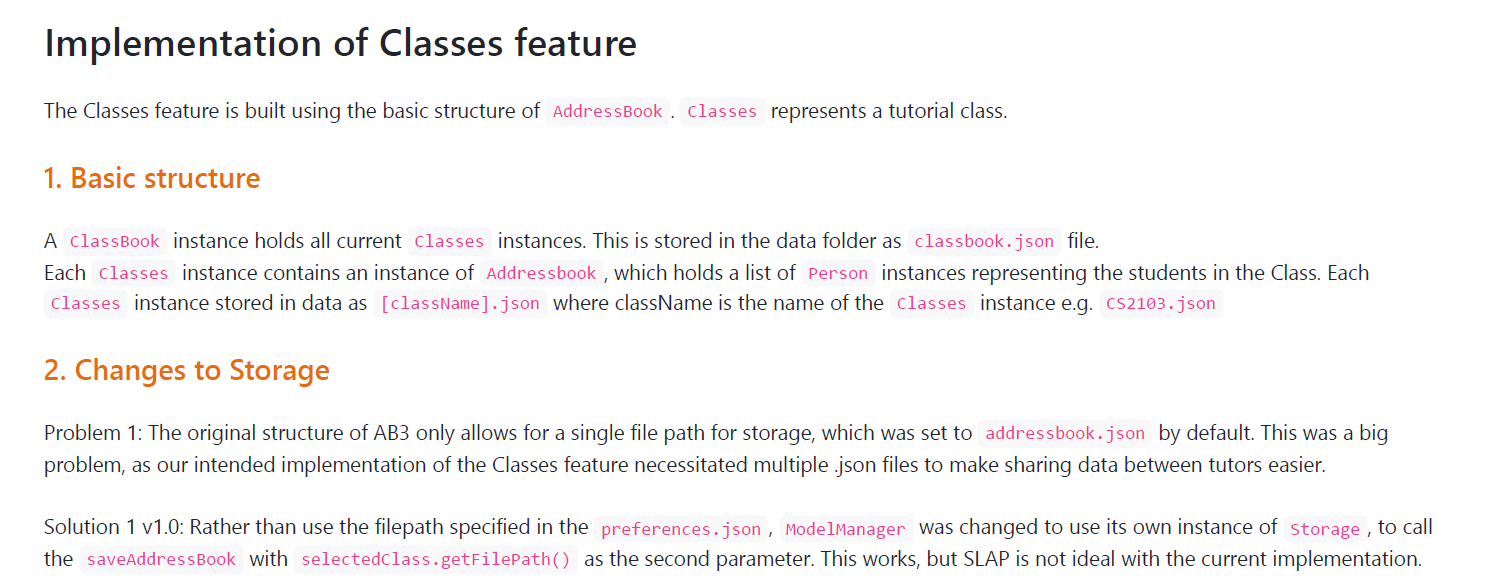 Implementation of Classes feature
The Classes feature is built using the basic structure of AddressBook. Classes represents a tutorial class.
1. Basic structure
A ClassBook instance holds all current Classes instances. This is stored in the data folder as classbook.json file.
Each Classes instance contains an instance of Addressbook, which holds a list of Person instances representing the students in the Class. Each
Classes instance stored in data as [className].json where className is the name of the Classes instance e.g. CS2103.json
2. Changes to Storage
Problem 1: The original structure of AB3 only allows for a single file path for storage, which was set to addressbook.json by default. This was a big
problem, as our intended implementation of the Classes feature necessitated multiple .json files to make sharing data between tutors easier.
Solution 1 v1.0: Rather than use the filepath specified in the preferences.json, ModelManager was changed to use its own instance of Storage, to call
the saveAddressBook with selectedClass.getFilePath() as the second parameter. This works, but SLAP is not ideal with the current implementation.